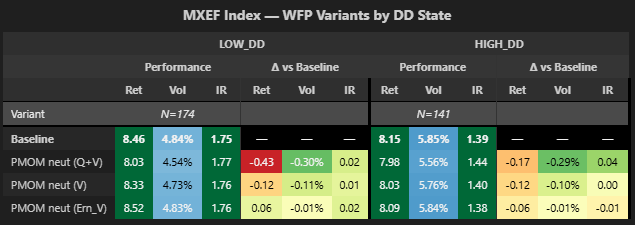 MXEF Index — WFP Variants by DD State
LOW_DD HIGH_DD
Performance Δ vs Baseline Performance Δ vs Baseline
Ret Vol IR Ret Vol IR Ret Vol IR Ret Vol IR
Variant N=174 N=141
Baseline 8.46 4.84% 1.75 — — — 8.15 5.85% 1.39 — — —
PMOM neut (Q+V) 8.03 4.54% 1.77 -0.43 -0.30% 0.02 7.98 5.56% 1.44 -0.17 -0.29% 0.04
PMOM neut (V) 8.33 4.73% 1.76 -0.12 -0.11% 0.01 8.03 5.76% 1.40 -0.12 -0.10% 0.00
PMOM neut (Ern_V) 8.52 4.83% 1.76 0.06 -0.01% 0.02 8.09 5.84% 1.38 -0.06 -0.01% -0.01